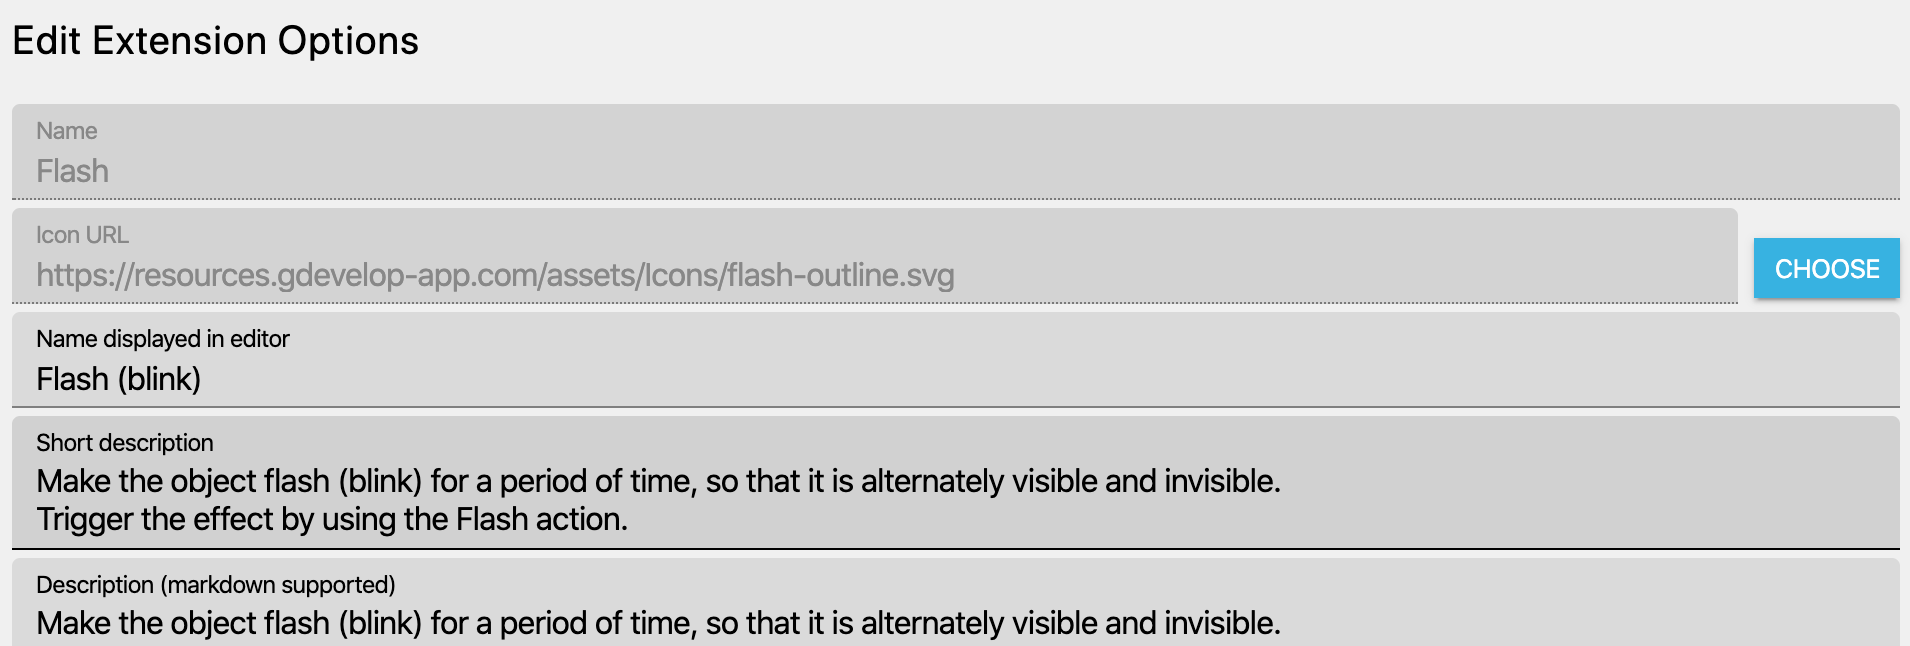 Edit Extension Options
Name
Flash
Icon URL
https://resources.gdevelop-app.com/assets/Icons/flash-outline.svg
CHOOSE
Name displayed in editor
Flash (blink)
Short description
Make the object flash (blink) for a period of time, so that it is alternately visible and invisible.
Trigger the effect by using the Flash action.
Description (markdown supported)
Make the object flash (blink) for a period of time, so that it is alternately visible and invisible.